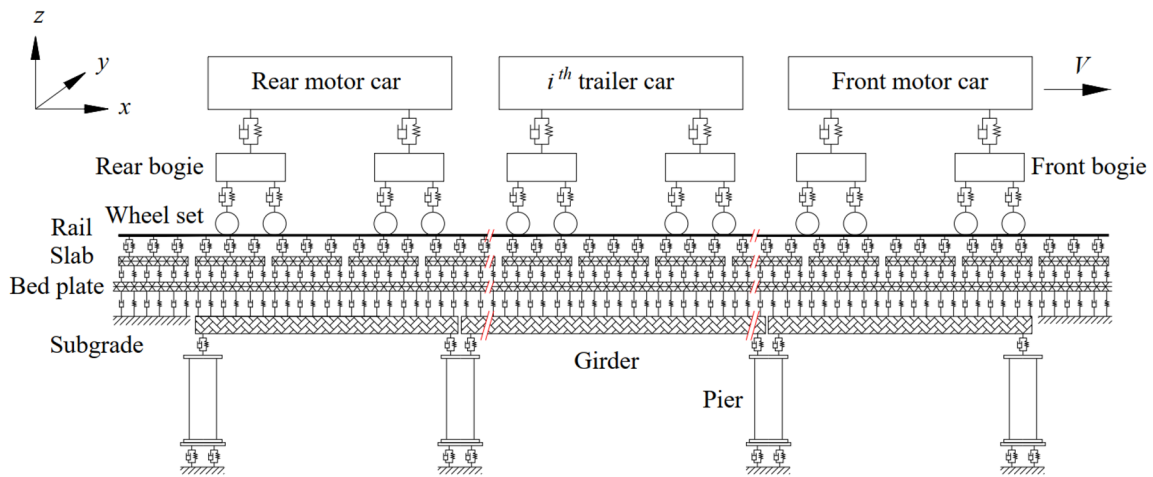 z
y
x
Rear motor car
i th trailer car
Front motor car
V
Rear bogie
Front bogie
Wheel set
Rail
Slab
Bed plate
Subgrade
Girder
Pier